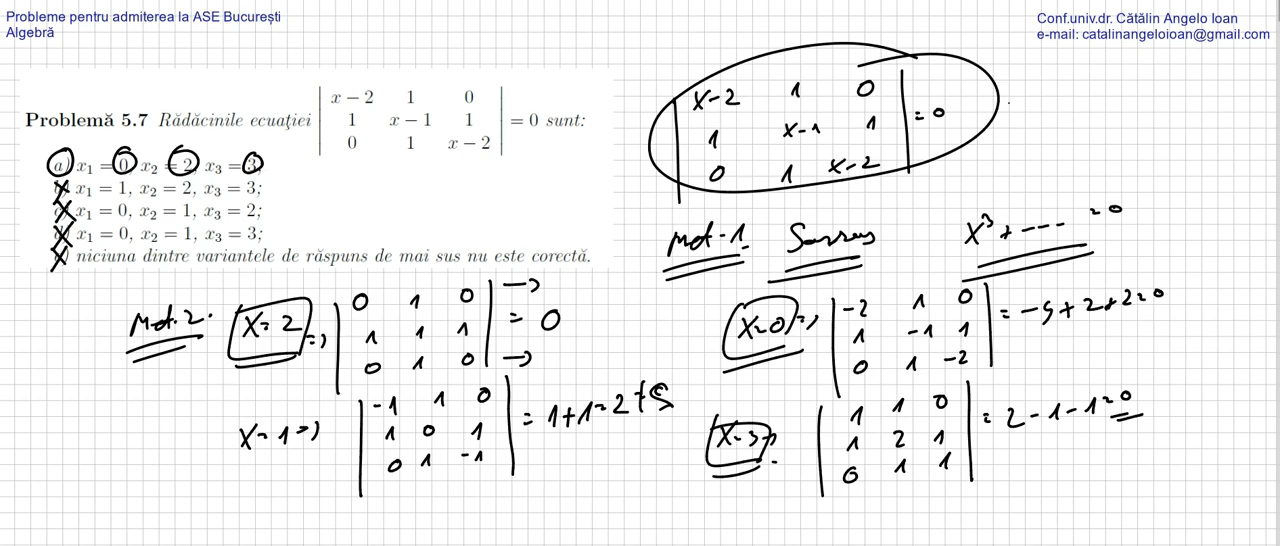 Probleme pentru admiterea la ASE București
Algebră
Conf.univ.dr. Cătălin Angelo Ioan
e-mail: catalinangeloioan@gmail.com
Problemă 5.7 Rădăcinile ecuaţiei | x − 2 1 0 | = 0 sunt:
| 1 x − 1 1 |
| 0 1 x − 2 |
a) x₁ = 0, x₂ = 2, x₃ = 3;
x₁ = 1, x₂ = 2, x₃ = 3;
x₁ = 0, x₂ = 1, x₃ = 2;
x₁ = 0, x₂ = 1, x₃ = 3;
niciuna dintre variantele de răspuns de mai sus nu este corectă.
| x-2 1 0 | = 0
| 1 x-1 1 |
| 0 1 x-2 |
Met. 1 Sarrus x³ + --- = 0
Met. 2. x=2 => | 0 1 0 | = 0
| 1 1 1 |
| 0 1 0 |
x=0 => | -2 1 0 | = -4+2+2=0
| 1 -1 1 |
| 0 1 -2 |
x=1 => | -1 1 0 | = 1+1=2≠0
| 1 0 1 |
| 0 1 -1 |
x=3 => | 1 1 0 | = 2-1-1=0
| 1 2 1 |
| 0 1 1 |